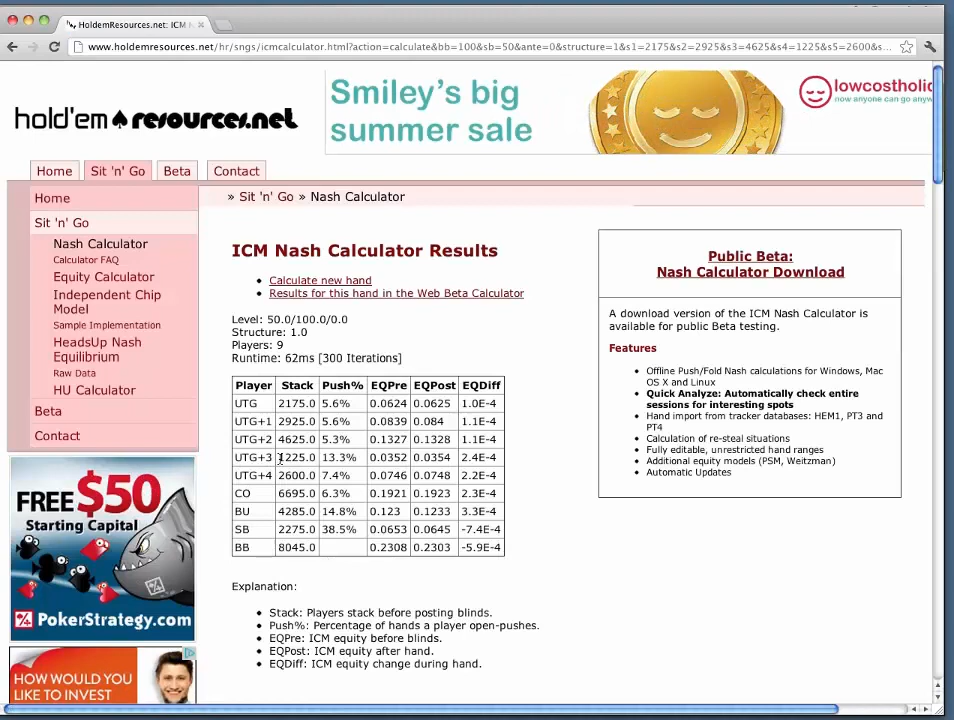 HoldemResources.net: ICM
www.holdemresources.net/hr/sngs/icmcalculator.html?action=calculate&bb=100&sb=50&ante=0&structure=1&s1=2175&s2=2925&s3=4625&s4=1225&s5=2600&s...
hold'em resources.net
Smiley's big
summer sale
lowcostholic
now anyone can go anyw
Home
Sit 'n' Go
Beta
Contact
Home
Sit 'n' Go
Nash Calculator
Calculator FAQ
Equity Calculator
Independent Chip
Model
Sample Implementation
HeadsUp Nash
Equilibrium
Raw Data
HU Calculator
Beta
Contact
FREE $50
Starting Capital
PokerStrategy.com
HOW WOULD YOU
LIKE TO INVEST
» Sit 'n' Go » Nash Calculator
ICM Nash Calculator Results
Calculate new hand
Results for this hand in the Web Beta Calculator
Level: 50.0/100.0/0.0
Structure: 1.0
Players: 9
Runtime: 62ms [300 Iterations]
Player Stack Push% EQPre EQPost EQDiff
UTG 2175.0 5.6% 0.0624 0.0625 1.0E-4
UTG+1 2925.0 5.6% 0.0839 0.084 1.1E-4
UTG+2 4625.0 5.3% 0.1327 0.1328 1.1E-4
UTG+3 1225.0 13.3% 0.0352 0.0354 2.4E-4
UTG+4 2600.0 7.4% 0.0746 0.0748 2.2E-4
CO 6695.0 6.3% 0.1921 0.1923 2.3E-4
BU 4285.0 14.8% 0.123 0.1233 3.3E-4
SB 2275.0 38.5% 0.0653 0.0645 -7.4E-4
BB 8045.0 0.2308 0.2303 -5.9E-4
Explanation:
Stack: Players stack before posting blinds.
Push%: Percentage of hands a player open-pushes.
EQPre: ICM equity before blinds.
EQPost: ICM equity after hand.
EQDiff: ICM equity change during hand.
Public Beta:
Nash Calculator Download
A download version of the ICM Nash Calculator is
available for public Beta testing.
Features
Offline Push/Fold Nash calculations for Windows, Mac
OS X and Linux
Quick Analyze: Automatically check entire
sessions for interesting spots
Hand import from tracker databases: HEM1, PT3 and
PT4
Calculation of re-steal situations
Fully editable, unrestricted hand ranges
Additional equity models (PSM, Weitzman)
Automatic Updates